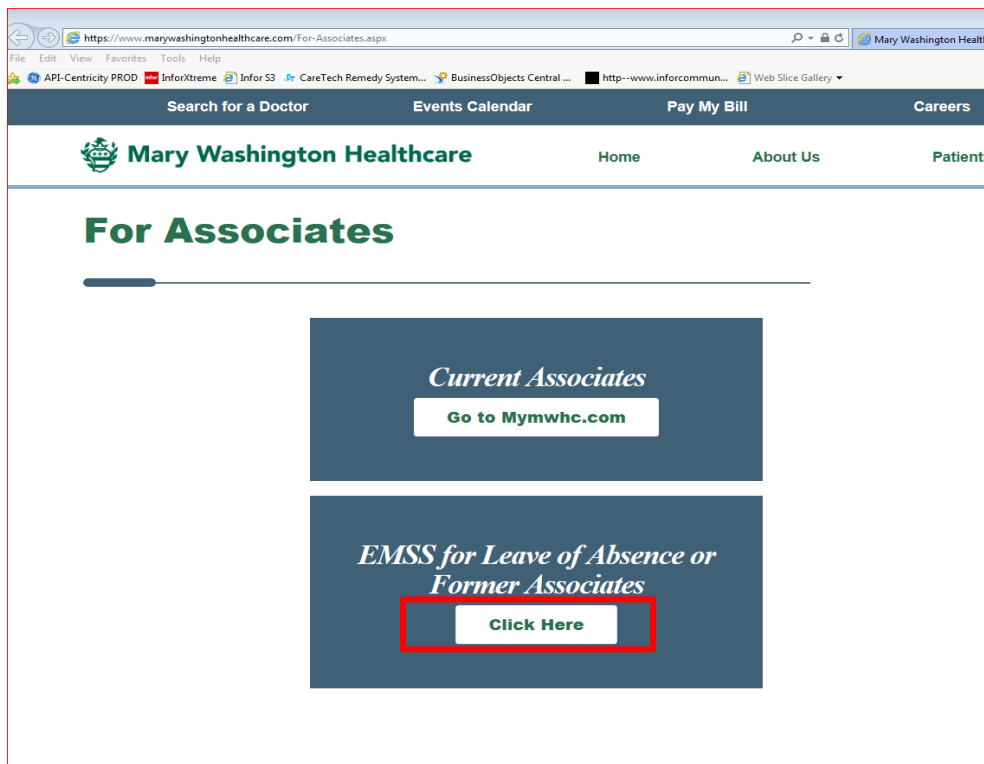 https://www.marywashingtonhealthcare.com/For-Associates.aspx
Mary Washington Healt
File Edit View Favorites Tools Help
API-Centricity PROD InforXtreme Infor S3 CareTech Remedy System... BusinessObjects Central ... http--www.inforcommun... Web Slice Gallery
Search for a Doctor Events Calendar Pay My Bill Careers
Mary Washington Healthcare Home About Us Patient
For Associates
Current Associates
Go to Mymwhc.com
EMSS for Leave of Absence or
Former Associates
Click Here